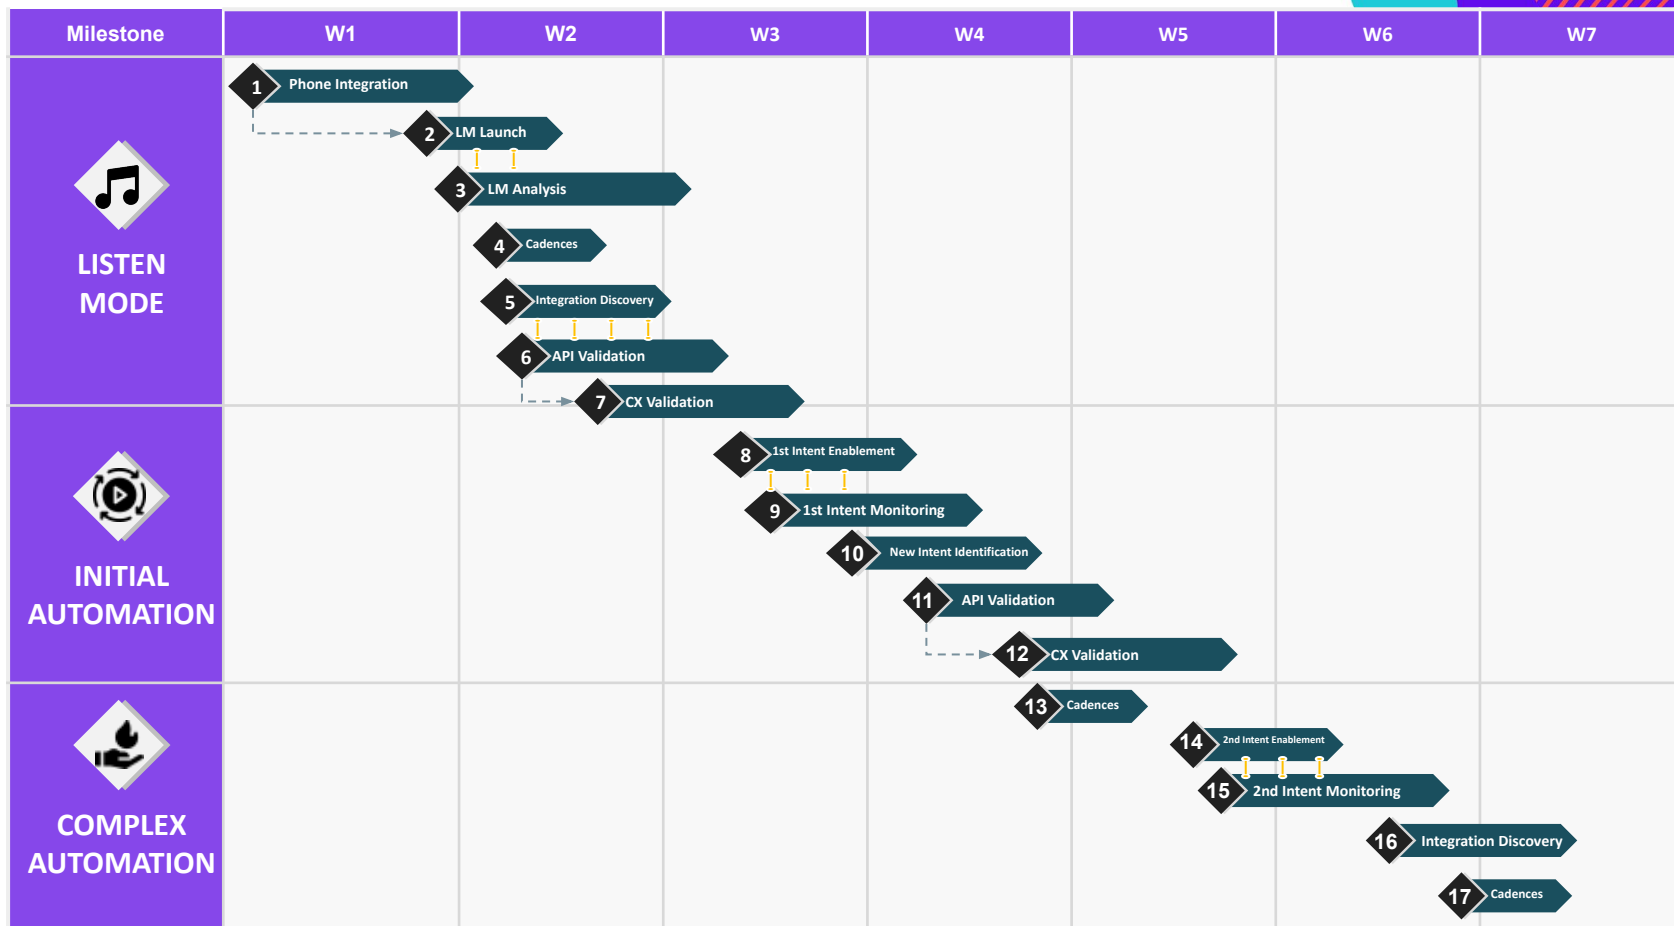 Milestone
W1
W2
W3
W4
W5
W6
W7
LISTEN
MODE
1
Phone Integration
2
LM Launch
3
LM Analysis
4
Cadences
5
Integration Discovery
6
API Validation
7
CX Validation
INITIAL
AUTOMATION
8
1st Intent Enablement
9
1st Intent Monitoring
10
New Intent Identification
11
API Validation
12
CX Validation
COMPLEX
AUTOMATION
13
Cadences
14
2nd Intent Enablement
15
2nd Intent Monitoring
16
Integration Discovery
17
Cadences